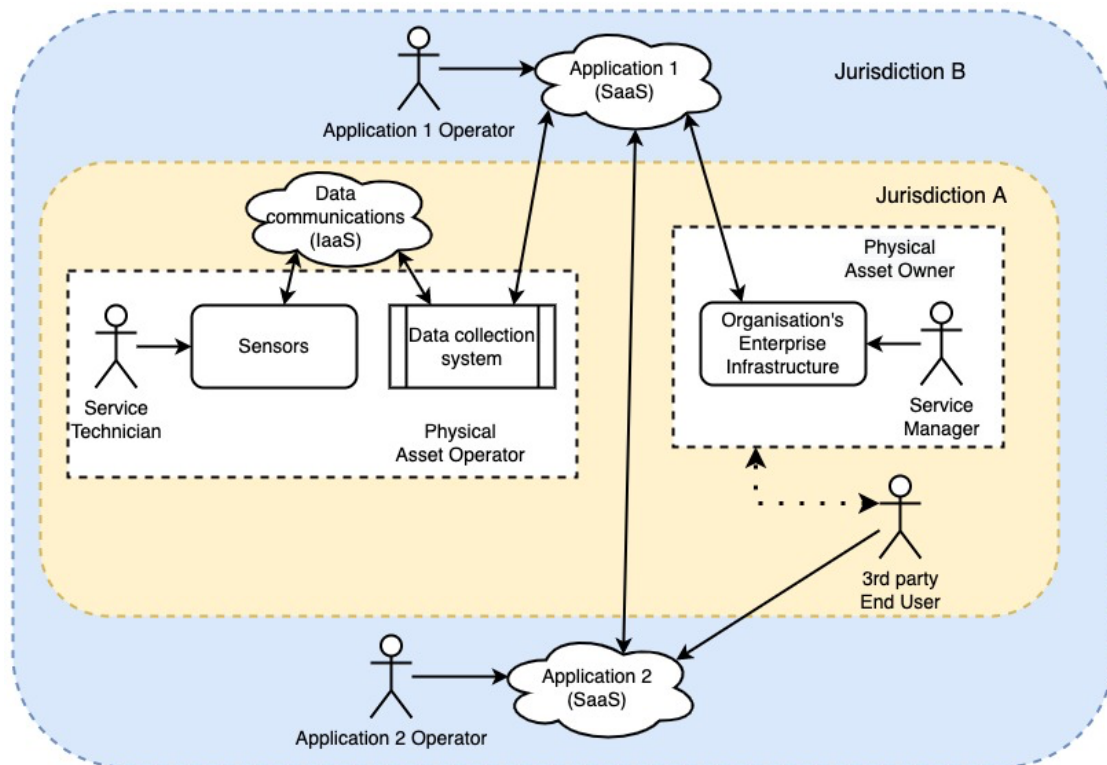 Application 1
(SaaS)
Jurisdiction B
Application 1 Operator
Jurisdiction A
Data
communications
(IaaS)
Physical
Asset Owner
Sensors
Data collection
system
Organisation's
Enterprise
Infrastructure
Service
Technician
Physical
Asset Operator
Service
Manager
3rd party
End User
Application 2
(SaaS)
Application 2 Operator